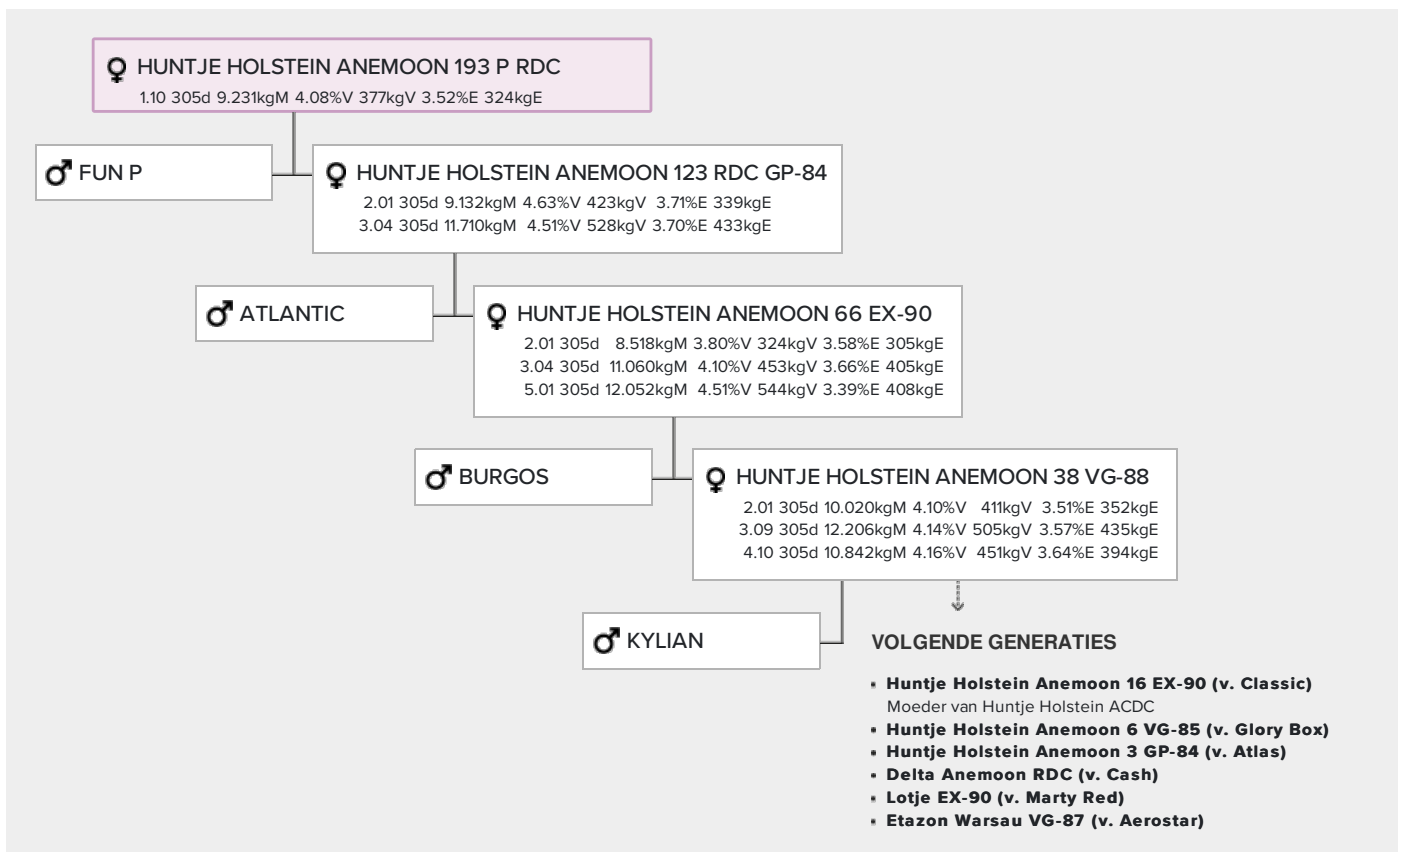 HUNTJE HOLSTEIN ANEMOON 193 P RDC
1.10 305d 9.231kgM 4.08%V 377kgV 3.52%E 324kgE
FUN P
HUNTJE HOLSTEIN ANEMOON 123 RDC GP-84
2.01 305d 9.132kgM 4.63%V 423kgV 3.71%E 339kgE
3.04 305d 11.710kgM 4.51%V 528kgV 3.70%E 433kgE
ATLANTIC
HUNTJE HOLSTEIN ANEMOON 66 EX-90
2.01 305d 8.518kgM 3.80%V 324kgV 3.58%E 305kgE
3.04 305d 11.060kgM 4.10%V 453kgV 3.66%E 405kgE
5.01 305d 12.052kgM 4.51%V 544kgV 3.39%E 408kgE
BURGOS
HUNTJE HOLSTEIN ANEMOON 38 VG-88
2.01 305d 10.020kgM 4.10%V 411kgV 3.51%E 352kgE
3.09 305d 12.206kgM 4.14%V 505kgV 3.57%E 435kgE
4.10 305d 10.842kgM 4.16%V 451kgV 3.64%E 394kgE
KYLIAN
VOLGENDE GENERATIES
▪ Huntje Holstein Anemoon 16 EX-90 (v. Classic)
Moeder van Huntje Holstein ACDC
▪ Huntje Holstein Anemoon 6 VG-85 (v. Glory Box)
▪ Huntje Holstein Anemoon 3 GP-84 (v. Atlas)
▪ Delta Anemoon RDC (v. Cash)
▪ Lotje EX-90 (v. Marty Red)
▪ Etazon Warsau VG-87 (v. Aerostar)